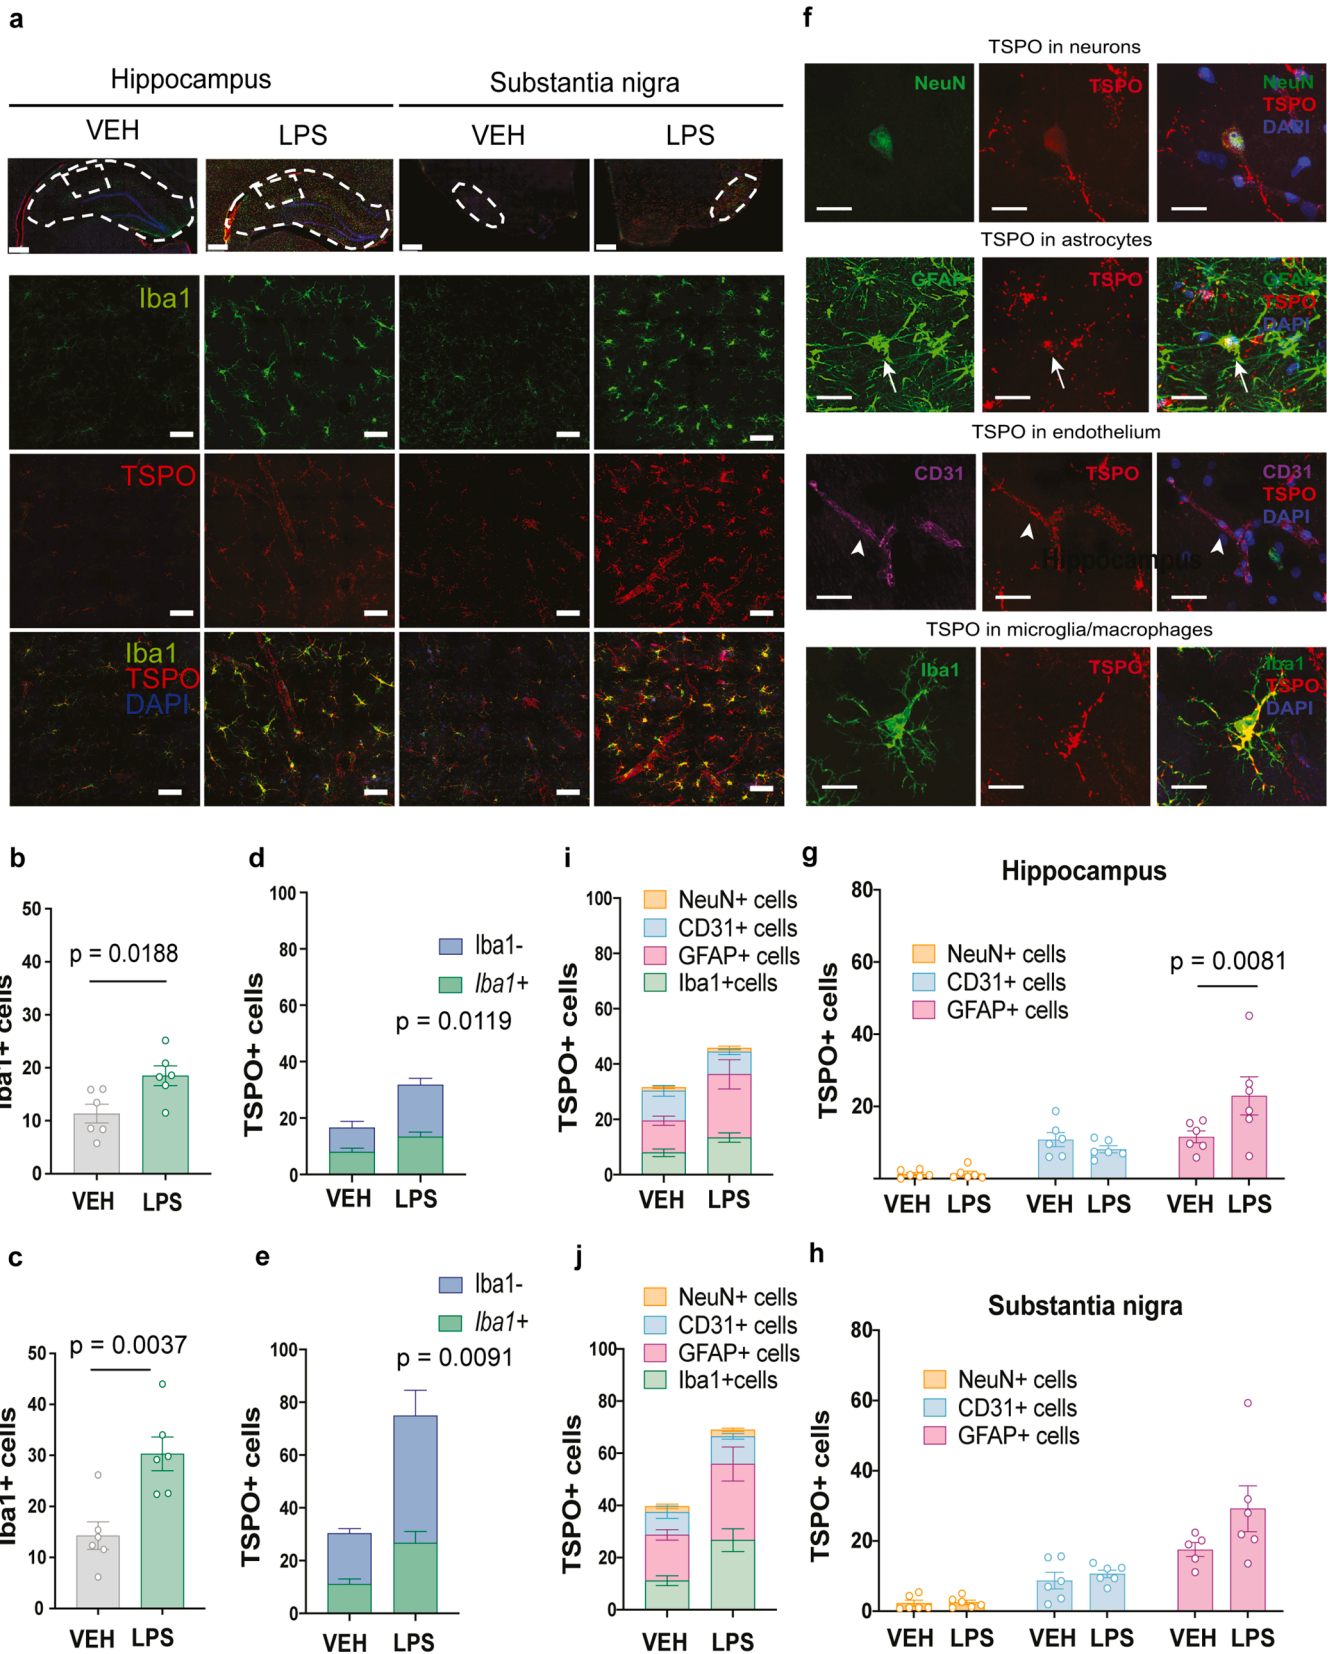 a
Hippocampus
Substantia nigra
VEH
LPS
VEH
LPS
Iba1
TSPO
Iba1
TSPO
DAPI
f
TSPO in neurons
NeuN
TSPO
NeuN
TSPO
DAPI
TSPO in astrocytes
GFAP
TSPO
GFAP
TSPO
DAPI
TSPO in endothelium
CD31
TSPO
CD31
TSPO
DAPI
Hippocampus
TSPO in microglia/macrophages
Iba1
TSPO
Iba1
TSPO
DAPI
b
Iba1+ cells
50
40
30
20
10
0
p = 0.0188
VEH
LPS
d
TSPO+ cells
100
80
60
40
20
0
Iba1-
Iba1+
p = 0.0119
VEH
LPS
i
TSPO+ cells
100
80
60
40
20
0
NeuN+ cells
CD31+ cells
GFAP+ cells
Iba1+cells
VEH
LPS
g
Hippocampus
TSPO+ cells
80
60
40
20
NeuN+ cells
CD31+ cells
GFAP+ cells
p = 0.0081
VEH
LPS
VEH
LPS
VEH
LPS
c
Iba1+ cells
50
40
30
20
10
0
p = 0.0037
VEH
LPS
e
TSPO+ cells
100
80
60
40
20
0
Iba1-
Iba1+
p = 0.0091
VEH
LPS
j
TSPO+ cells
100
80
60
40
20
0
NeuN+ cells
CD31+ cells
GFAP+ cells
Iba1+cells
VEH
LPS
h
Substantia nigra
TSPO+ cells
80
60
40
20
0
NeuN+ cells
CD31+ cells
GFAP+ cells
VEH
LPS
VEH
LPS
VEH
LPS